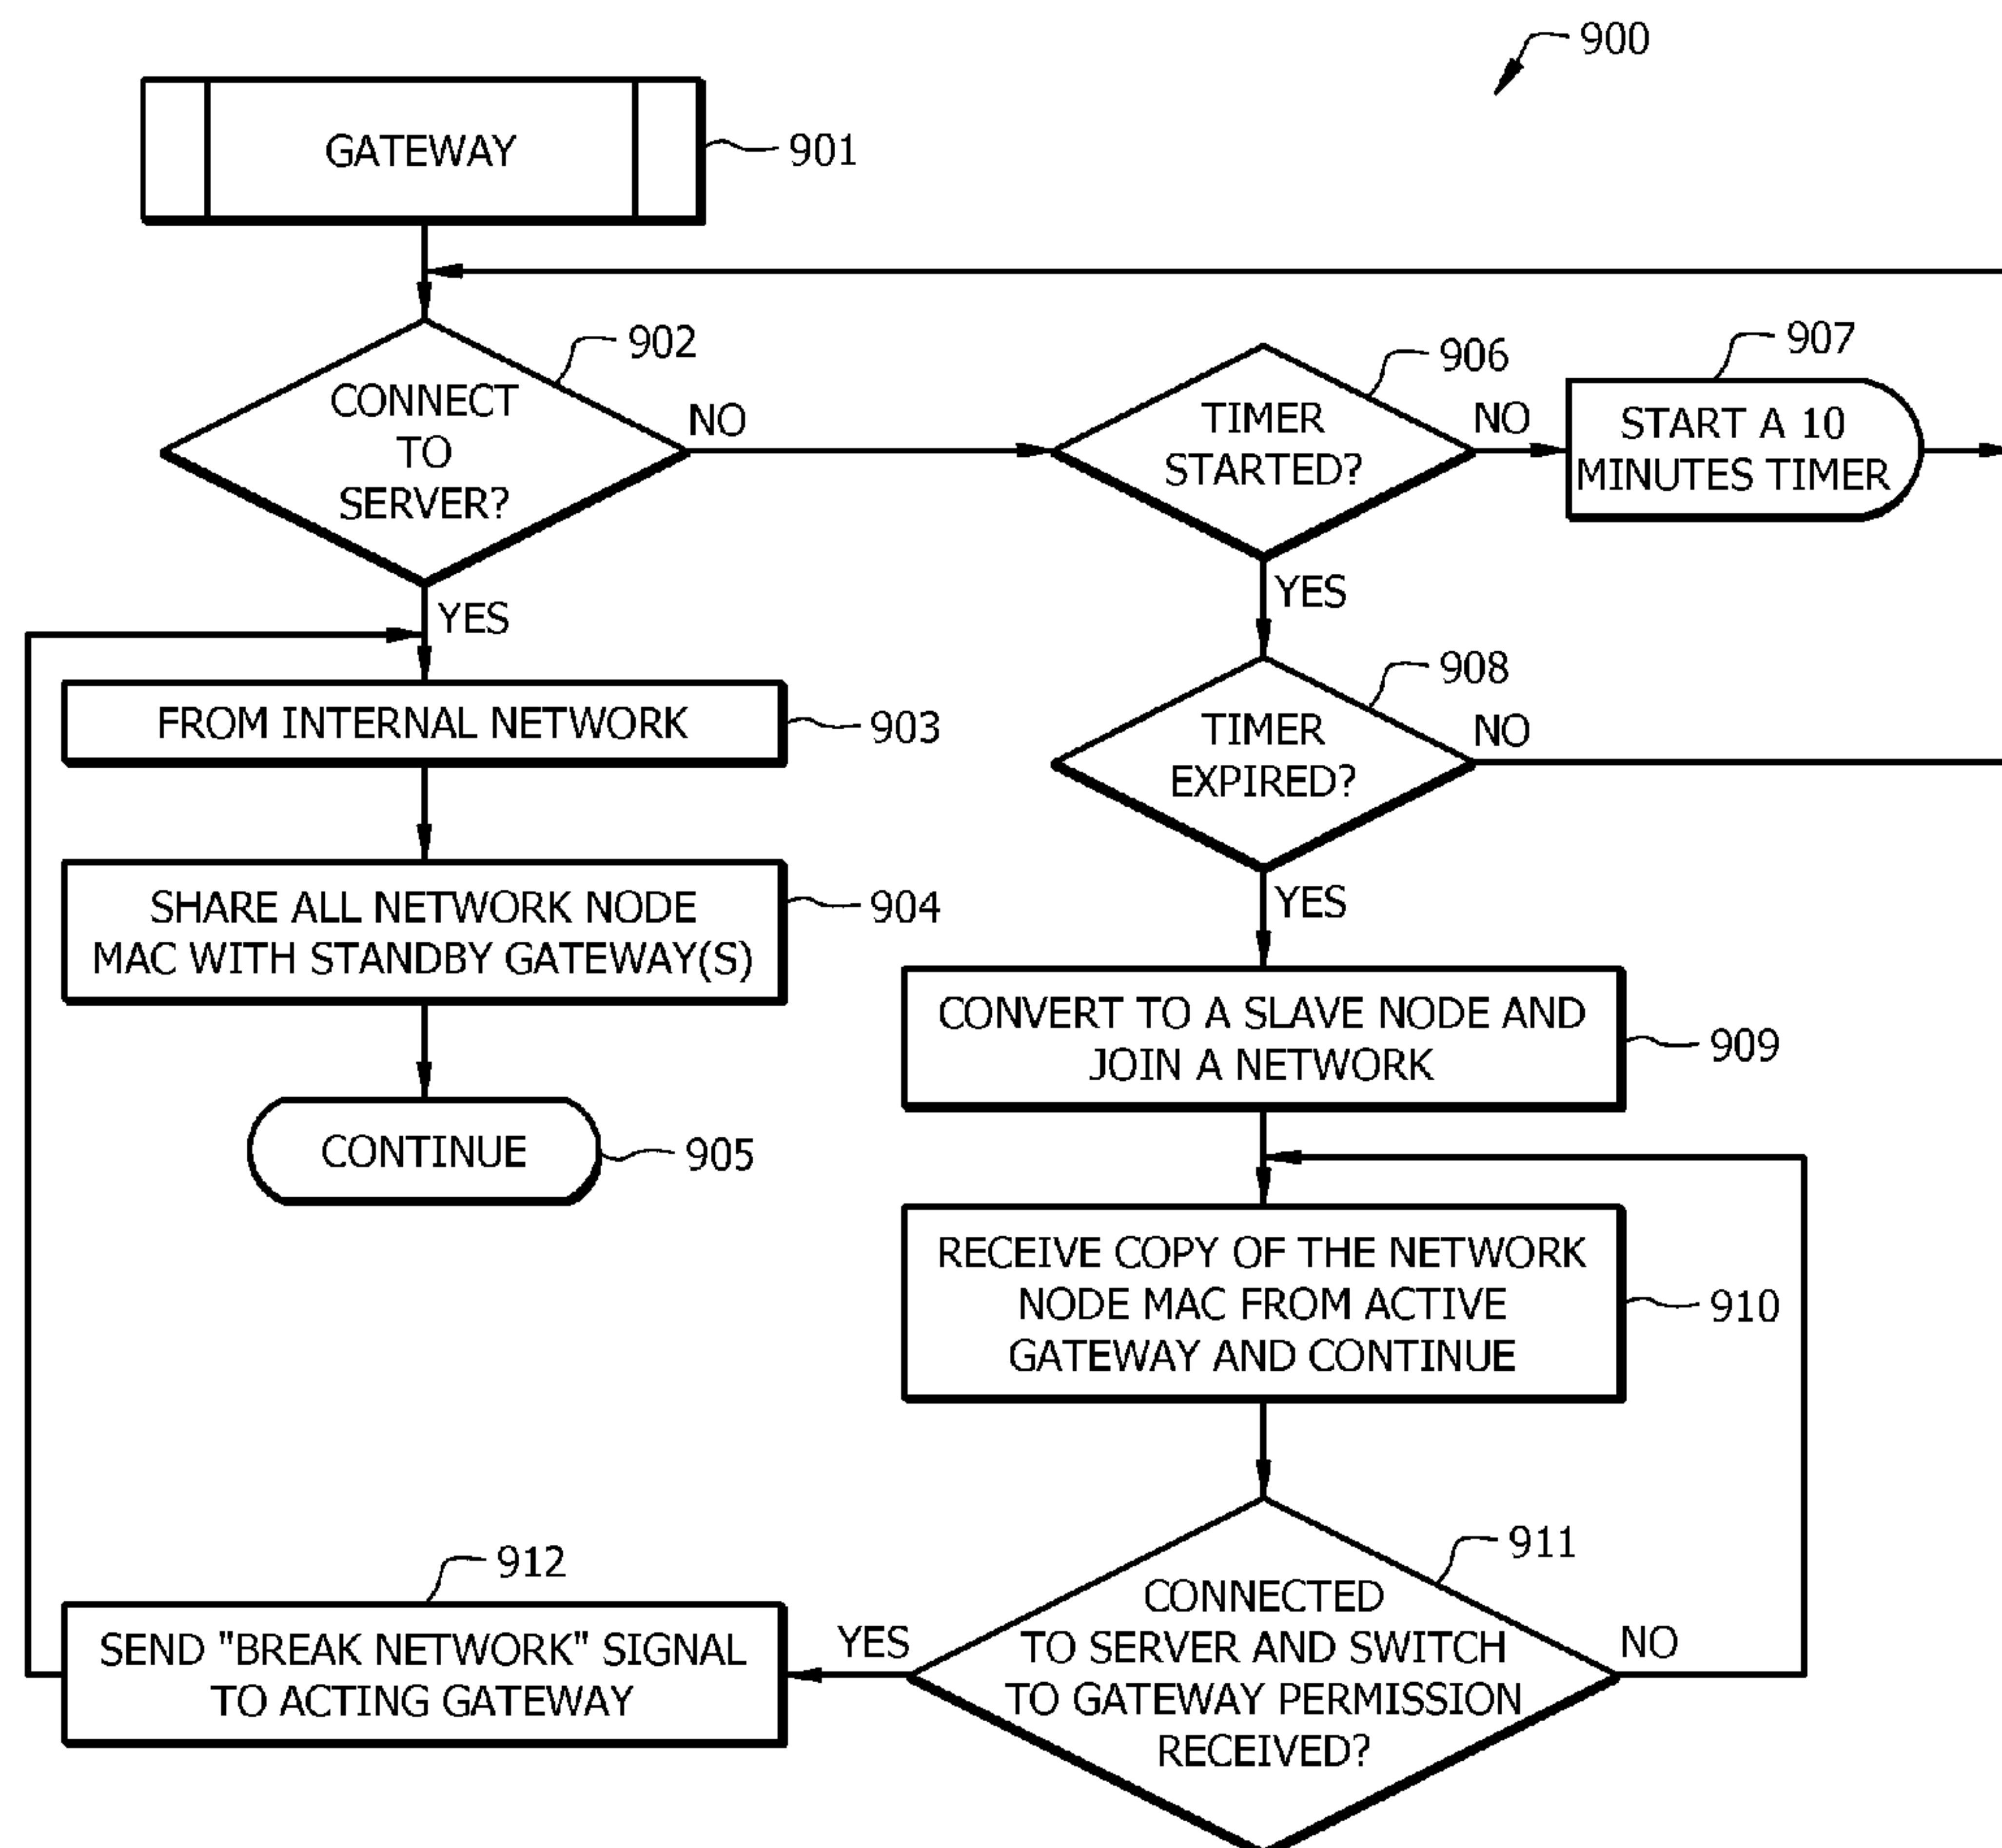 900
GATEWAY
901
902
CONNECT
TO
SERVER?
NO
YES
906
TIMER
STARTED?
NO
YES
907
START A 10
MINUTES TIMER
FROM INTERNAL NETWORK
903
908
TIMER
EXPIRED?
NO
YES
SHARE ALL NETWORK NODE
MAC WITH STANDBY GATEWAY(S)
904
CONTINUE
905
CONVERT TO A SLAVE NODE AND
JOIN A NETWORK
909
RECEIVE COPY OF THE NETWORK
NODE MAC FROM ACTIVE
GATEWAY AND CONTINUE
910
911
CONNECTED
TO SERVER AND SWITCH
TO GATEWAY PERMISSION
RECEIVED?
NO
YES
912
SEND "BREAK NETWORK" SIGNAL
TO ACTING GATEWAY